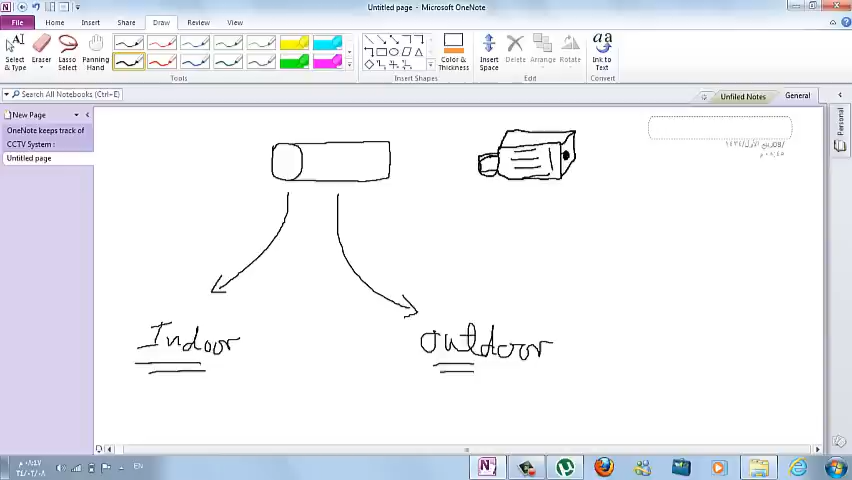 Untitled page - Microsoft OneNote
File Home Insert Share Draw Review View
Select & Type
Eraser
Lasso Select
Panning Hand
Color & Thickness
Insert Space
Delete
Arrange
Rotate
Ink to Text
Tools
Insert Shapes
Edit
Convert
Search All Notebooks (Ctrl+E)
Unfiled Notes
General
New Page
OneNote keeps track of
CCTV System :
Untitled page
Personal
Indoor
outdoor
EN